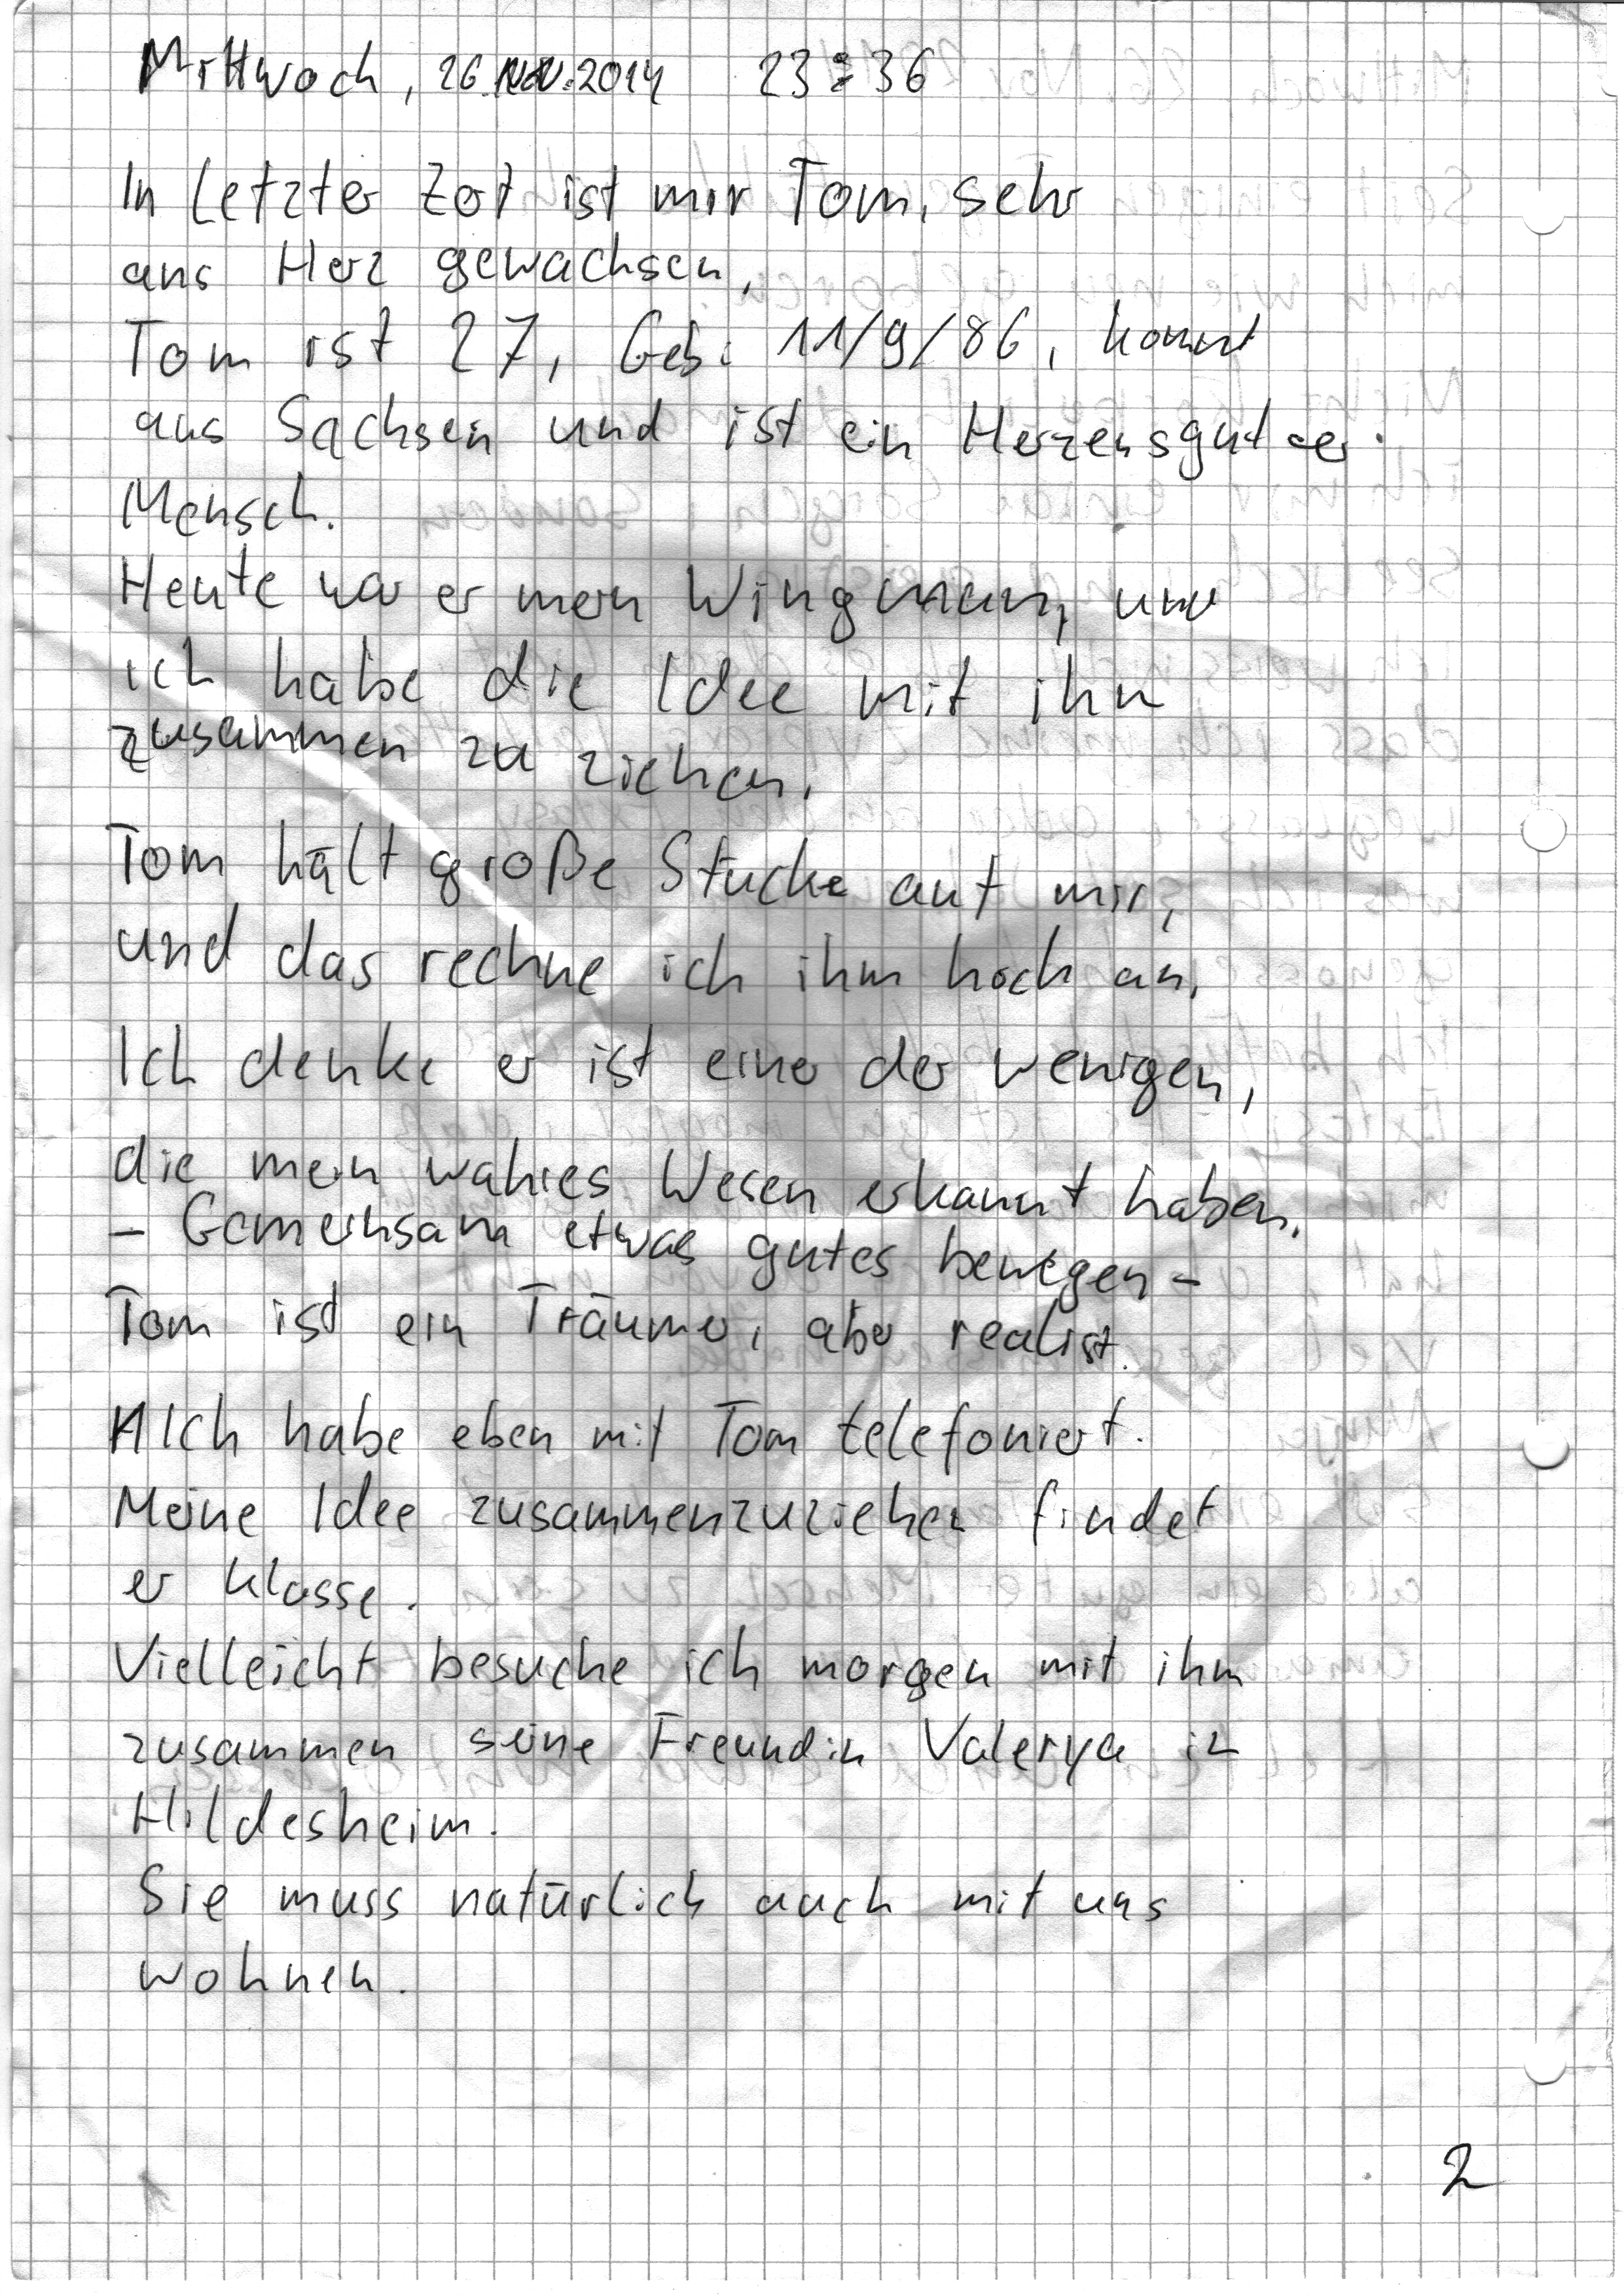 Mittwoch, 26.Nov.2014 23:36
In letzter Zeit ist mir Tom, sehr
ans Herz gewachsen.
Tom ist 27, Geb: 11/9/86, kommt
aus Sachsen und ist ein Herzensguter
Mensch.
Heute war er mein Wingman, und
ich habe die Idee mit ihm
zusammen zu ziehen.
Tom hält große Stücke auf mir,
und das rechne ich ihm hoch an.
Ich denke er ist einer der wenigen,
die mein wahres Wesen erkannt haben.
- Gemeinsam etwas gutes bewegen -
Tom ist ein Träumer, aber realist.
Ich habe eben mit Tom telefoniert.
Meine Idee zusammenzuziehen findet
er klasse.
Vielleicht besuche ich morgen mit ihm
zusammen seine Freundin Valerya in
Hildesheim.
Sie muss natürlich auch mit uns
wohnen.
2